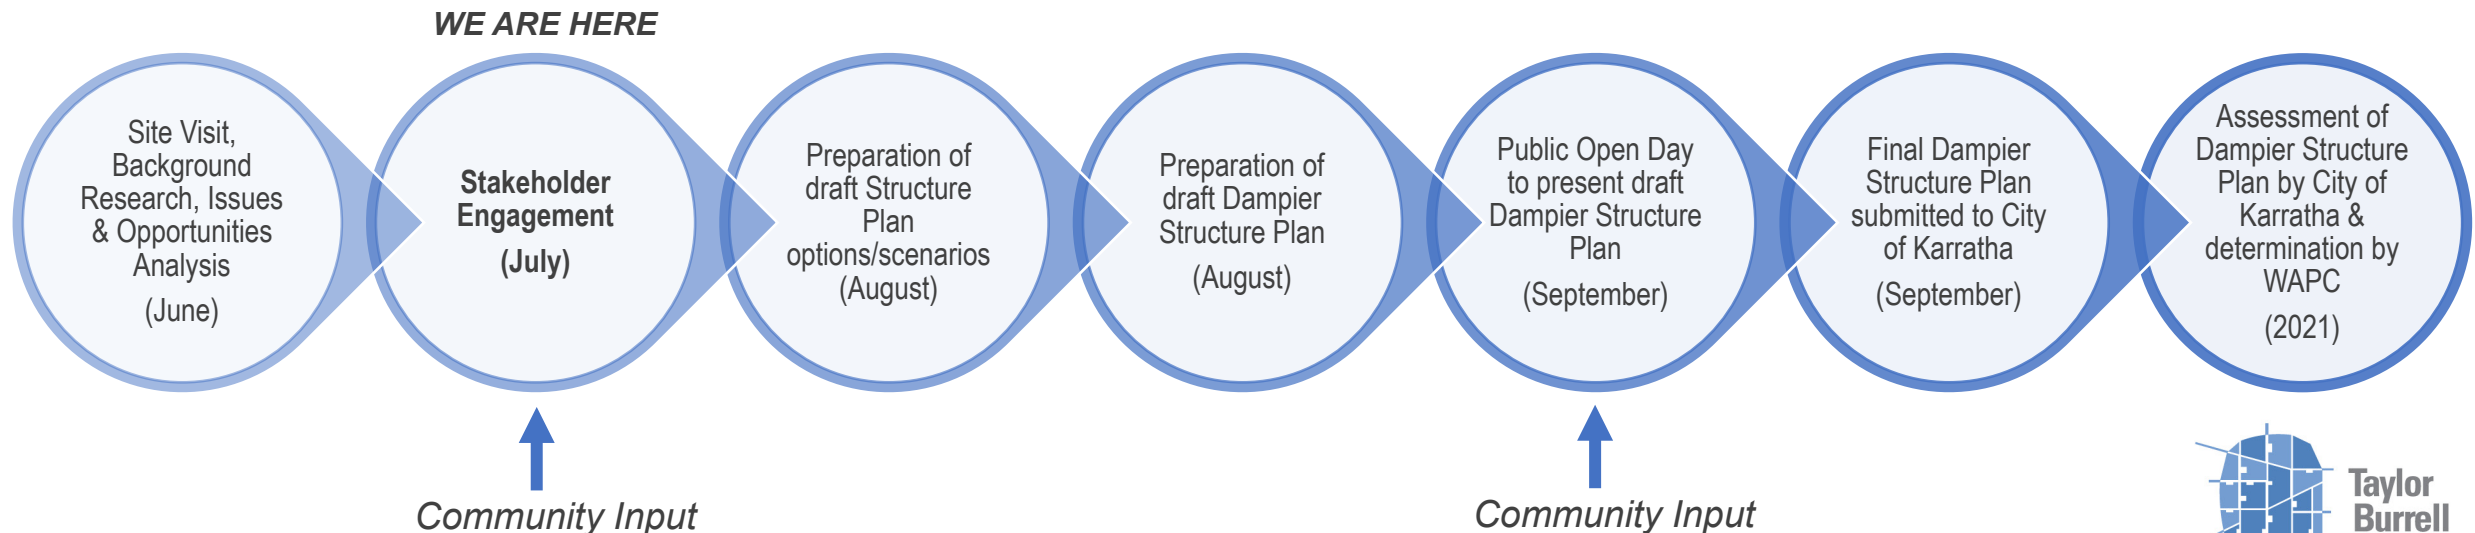 WE ARE HERE
Site Visit,
Background
Research, Issues
& Opportunities
Analysis
(June)
Stakeholder
Engagement
(July)
Preparation of
draft Structure
Plan
options/scenarios
(August)
Preparation of
draft Dampier
Structure Plan
(August)
Public Open Day
to present draft
Dampier Structure
Plan
(September)
Final Dampier
Structure Plan
submitted to City
of Karratha
(September)
Assessment of
Dampier Structure
Plan by City of
Karratha &
determination by
WAPC
(2021)
Community Input
Community Input
Taylor
Burrell